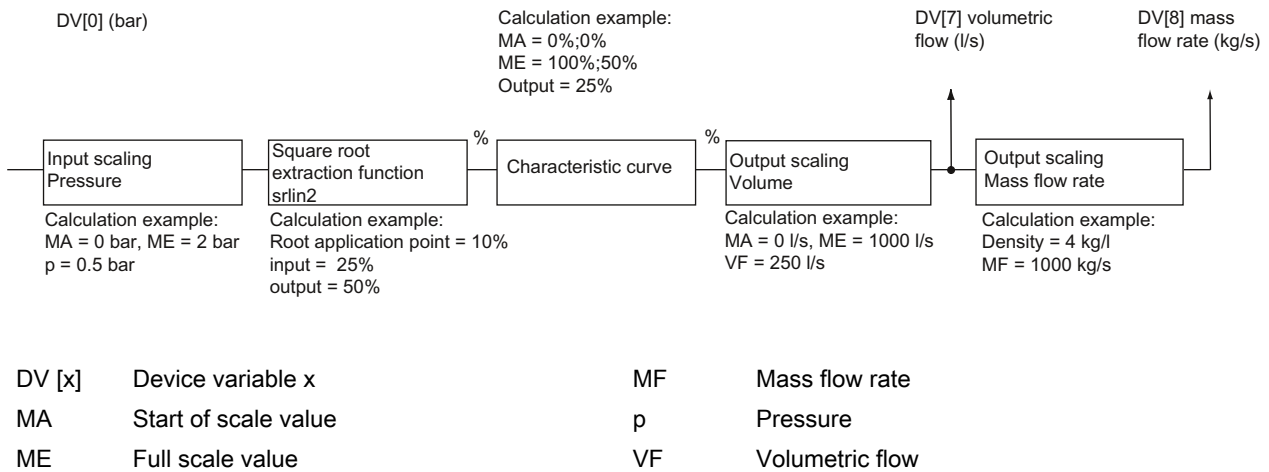 DV[0] (bar)
Calculation example:
MA = 0%;0%
ME = 100%;50%
Output = 25%
DV[7] volumetric
flow (l/s)
DV[8] mass
flow rate (kg/s)
Input scaling
Pressure
Square root
extraction function
srlin2
%
Characteristic curve
%
Output scaling
Volume
Output scaling
Mass flow rate
Calculation example:
MA = 0 bar, ME = 2 bar
p = 0.5 bar
Calculation example:
Root application point = 10%
input = 25%
output = 50%
Calculation example:
MA = 0 l/s, ME = 1000 l/s
VF = 250 l/s
Calculation example:
Density = 4 kg/l
MF = 1000 kg/s
DV [x] Device variable x MF Mass flow rate
MA Start of scale value p Pressure
ME Full scale value VF Volumetric flow